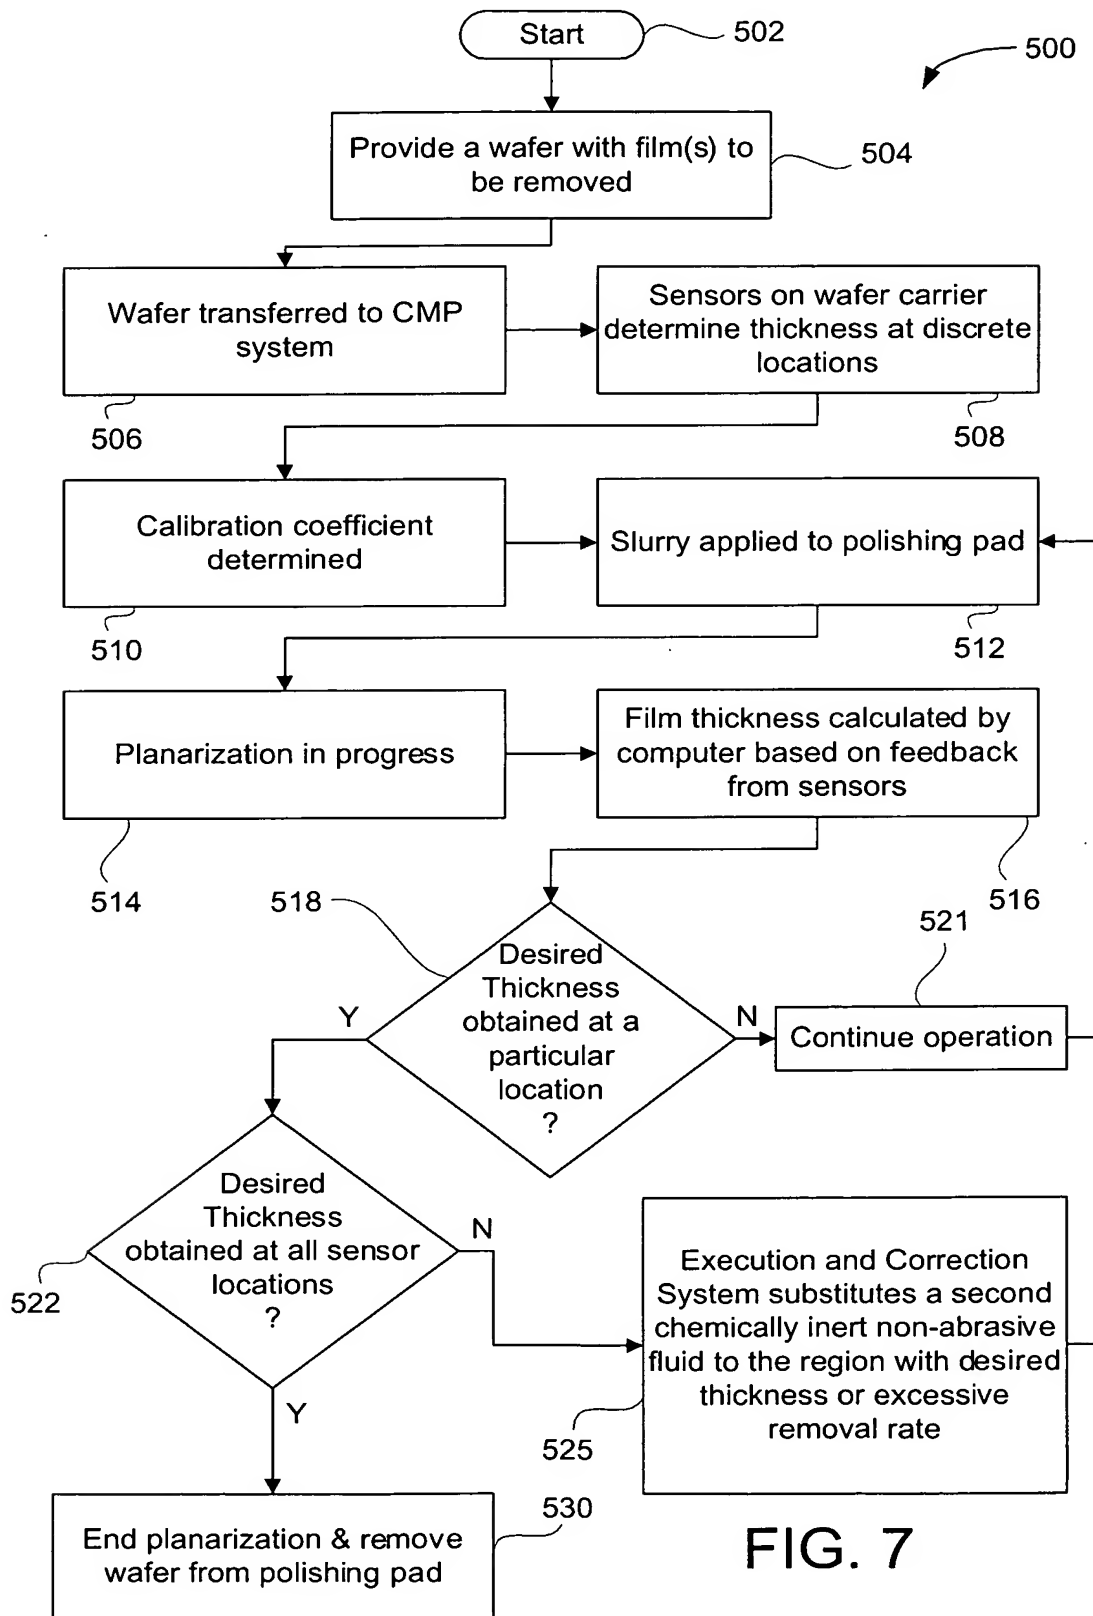 Start
502
500
Provide a wafer with film(s) to
be removed
504
Wafer transferred to CMP
system
506
Sensors on wafer carrier
determine thickness at discrete
locations
508
Calibration coefficient
determined
510
Slurry applied to polishing pad
512
Planarization in progress
514
Film thickness calculated by
computer based on feedback
from sensors
516
518
Desired
Thickness
obtained at a
particular
location
?
Y
N
521
Continue operation
Desired
Thickness
obtained at all sensor
locations
?
522
N
Y
Execution and Correction
System substitutes a second
chemically inert non-abrasive
fluid to the region with desired
thickness or excessive
removal rate
525
End planarization & remove
wafer from polishing pad
530
FIG. 7